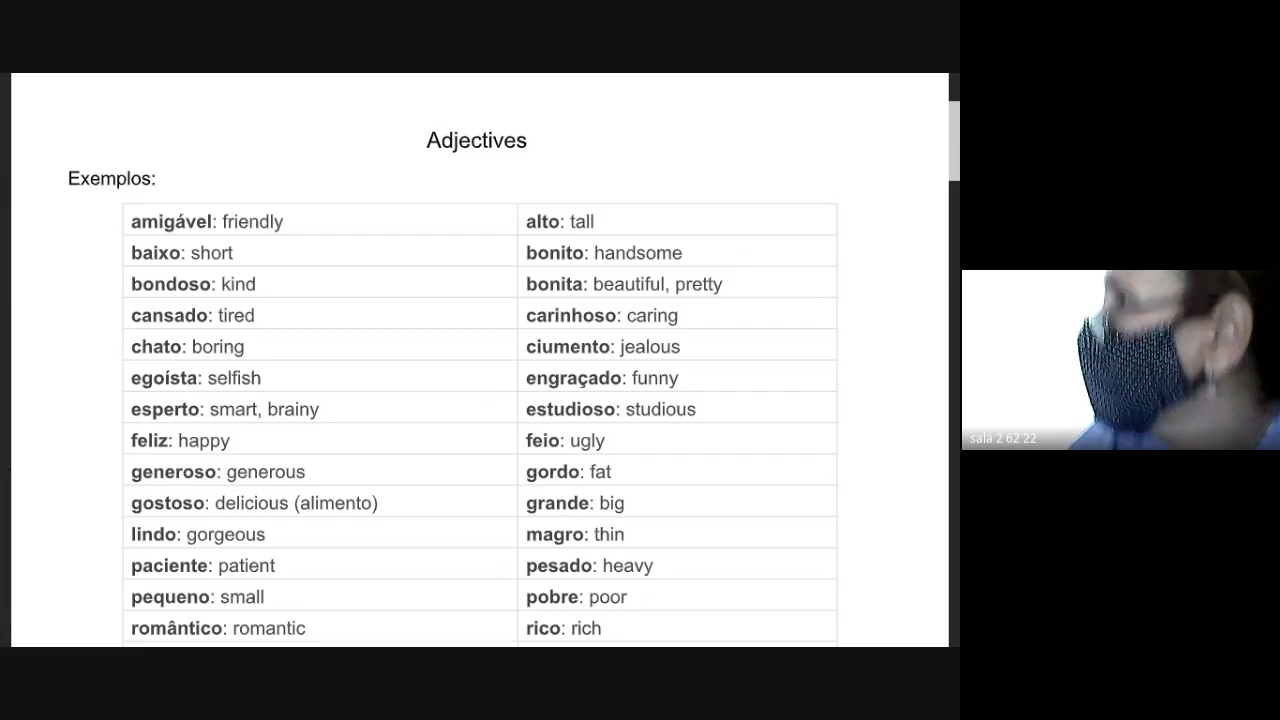 Adjectives
Exemplos:
amigável: friendly
alto: tall
baixo: short
bonito: handsome
bondoso: kind
bonita: beautiful, pretty
cansado: tired
carinhoso: caring
chato: boring
ciumento: jealous
egoísta: selfish
engraçado: funny
esperto: smart, brainy
estudioso: studious
feliz: happy
feio: ugly
generoso: generous
gordo: fat
gostoso: delicious (alimento)
grande: big
lindo: gorgeous
magro: thin
paciente: patient
pesado: heavy
pequeno: small
pobre: poor
romântico: romantic
rico: rich
sala 2 62 22